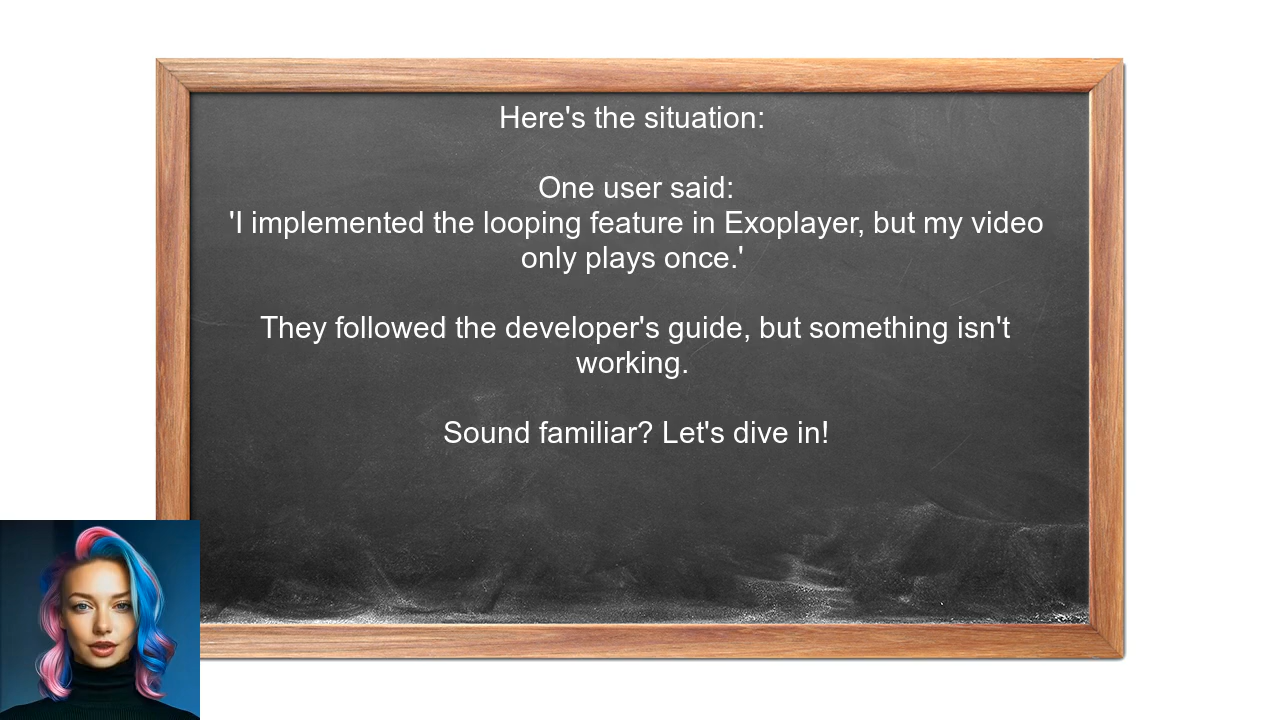 Here's the situation:
One user said:
'I implemented the looping feature in Exoplayer, but my video
only plays once.'
They followed the developer's guide, but something isn't
working.
Sound familiar? Let's dive in!